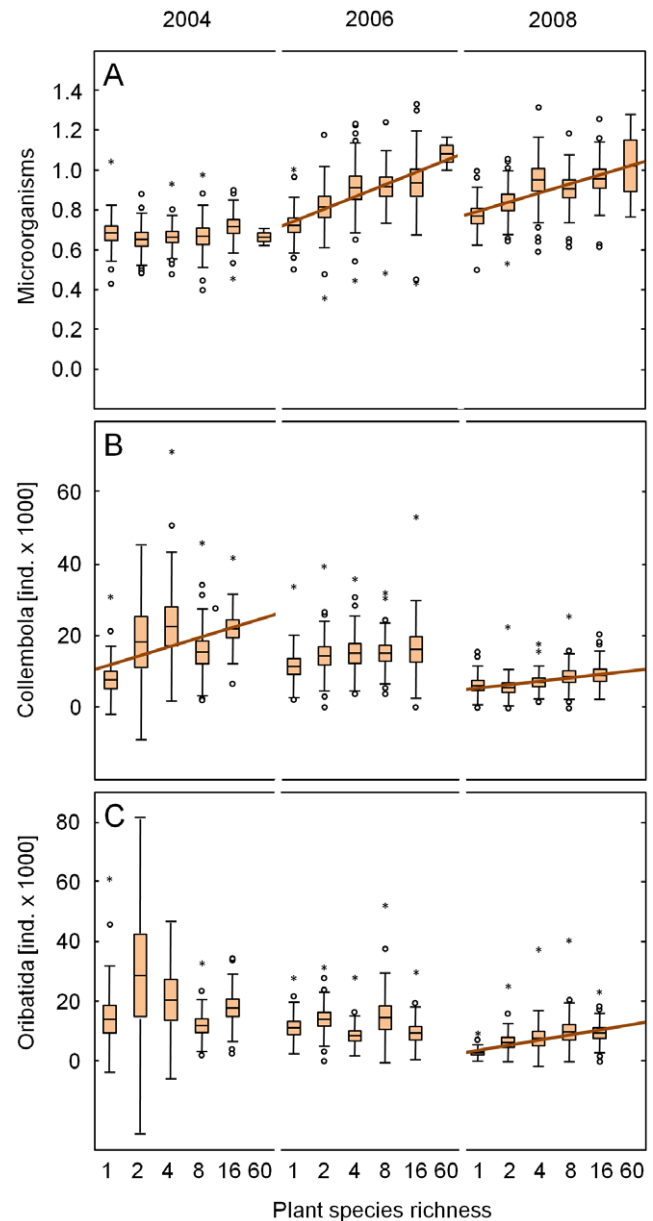 2004 2006 2008
A
Microorganisms
1.4
1.2
1.0
0.8
0.6
0.4
0.2
0.0
B
Collembola [ind. x 1000]
60
40
20
0
C
Oribatida [ind. x 1000]
80
60
40
20
0
1 2 4 8 16 60 1 2 4 8 16 60 1 2 4 8 16 60
Plant species richness